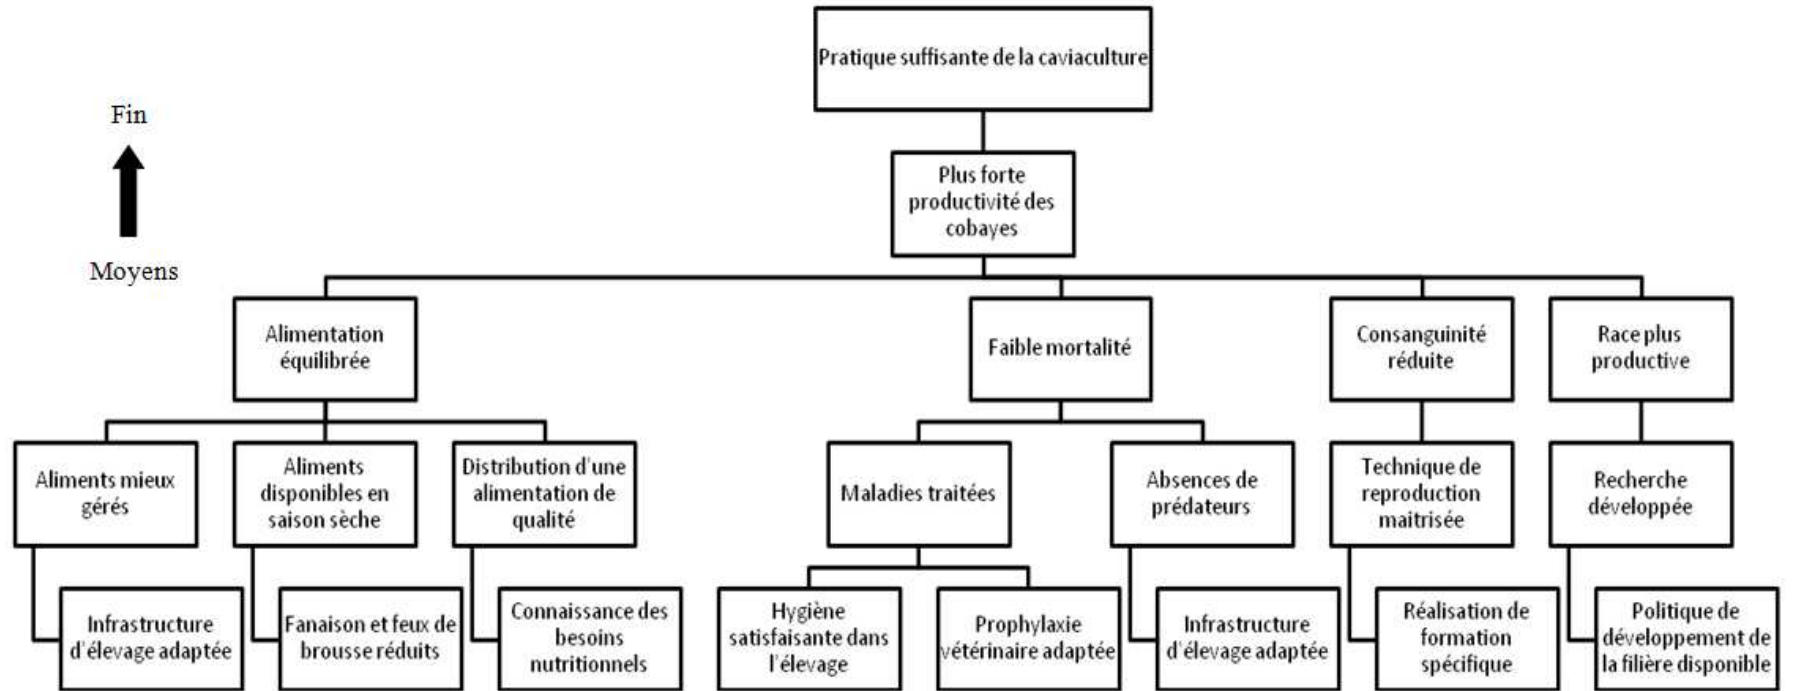 Pratique suffisante de la caviaculture
Fin
Plus forte
productivité des
cobayes
Moyens
Alimentation
équilibrée
Faible mortalité
Consanguinité
réduite
Race plus
productive
Aliments mieux
gérés
Aliments
disponibles en
saison sèche
Distribution d'une
alimentation de
qualité
Maladies traitées
Absences de
prédateurs
Technique de
reproduction
maitrisée
Recherche
développée
Infrastructure
d'élevage adaptée
Fanaison et feux de
brousse réduits
Connaissance des
besoins
nutritionnels
Hygiène
satisfaisante dans
l'élevage
Prophylaxie
vétérinaire adaptée
Infrastructure
d'élevage adaptée
Réalisation de
formation
spécifique
Politique de
développement de
la filière disponible